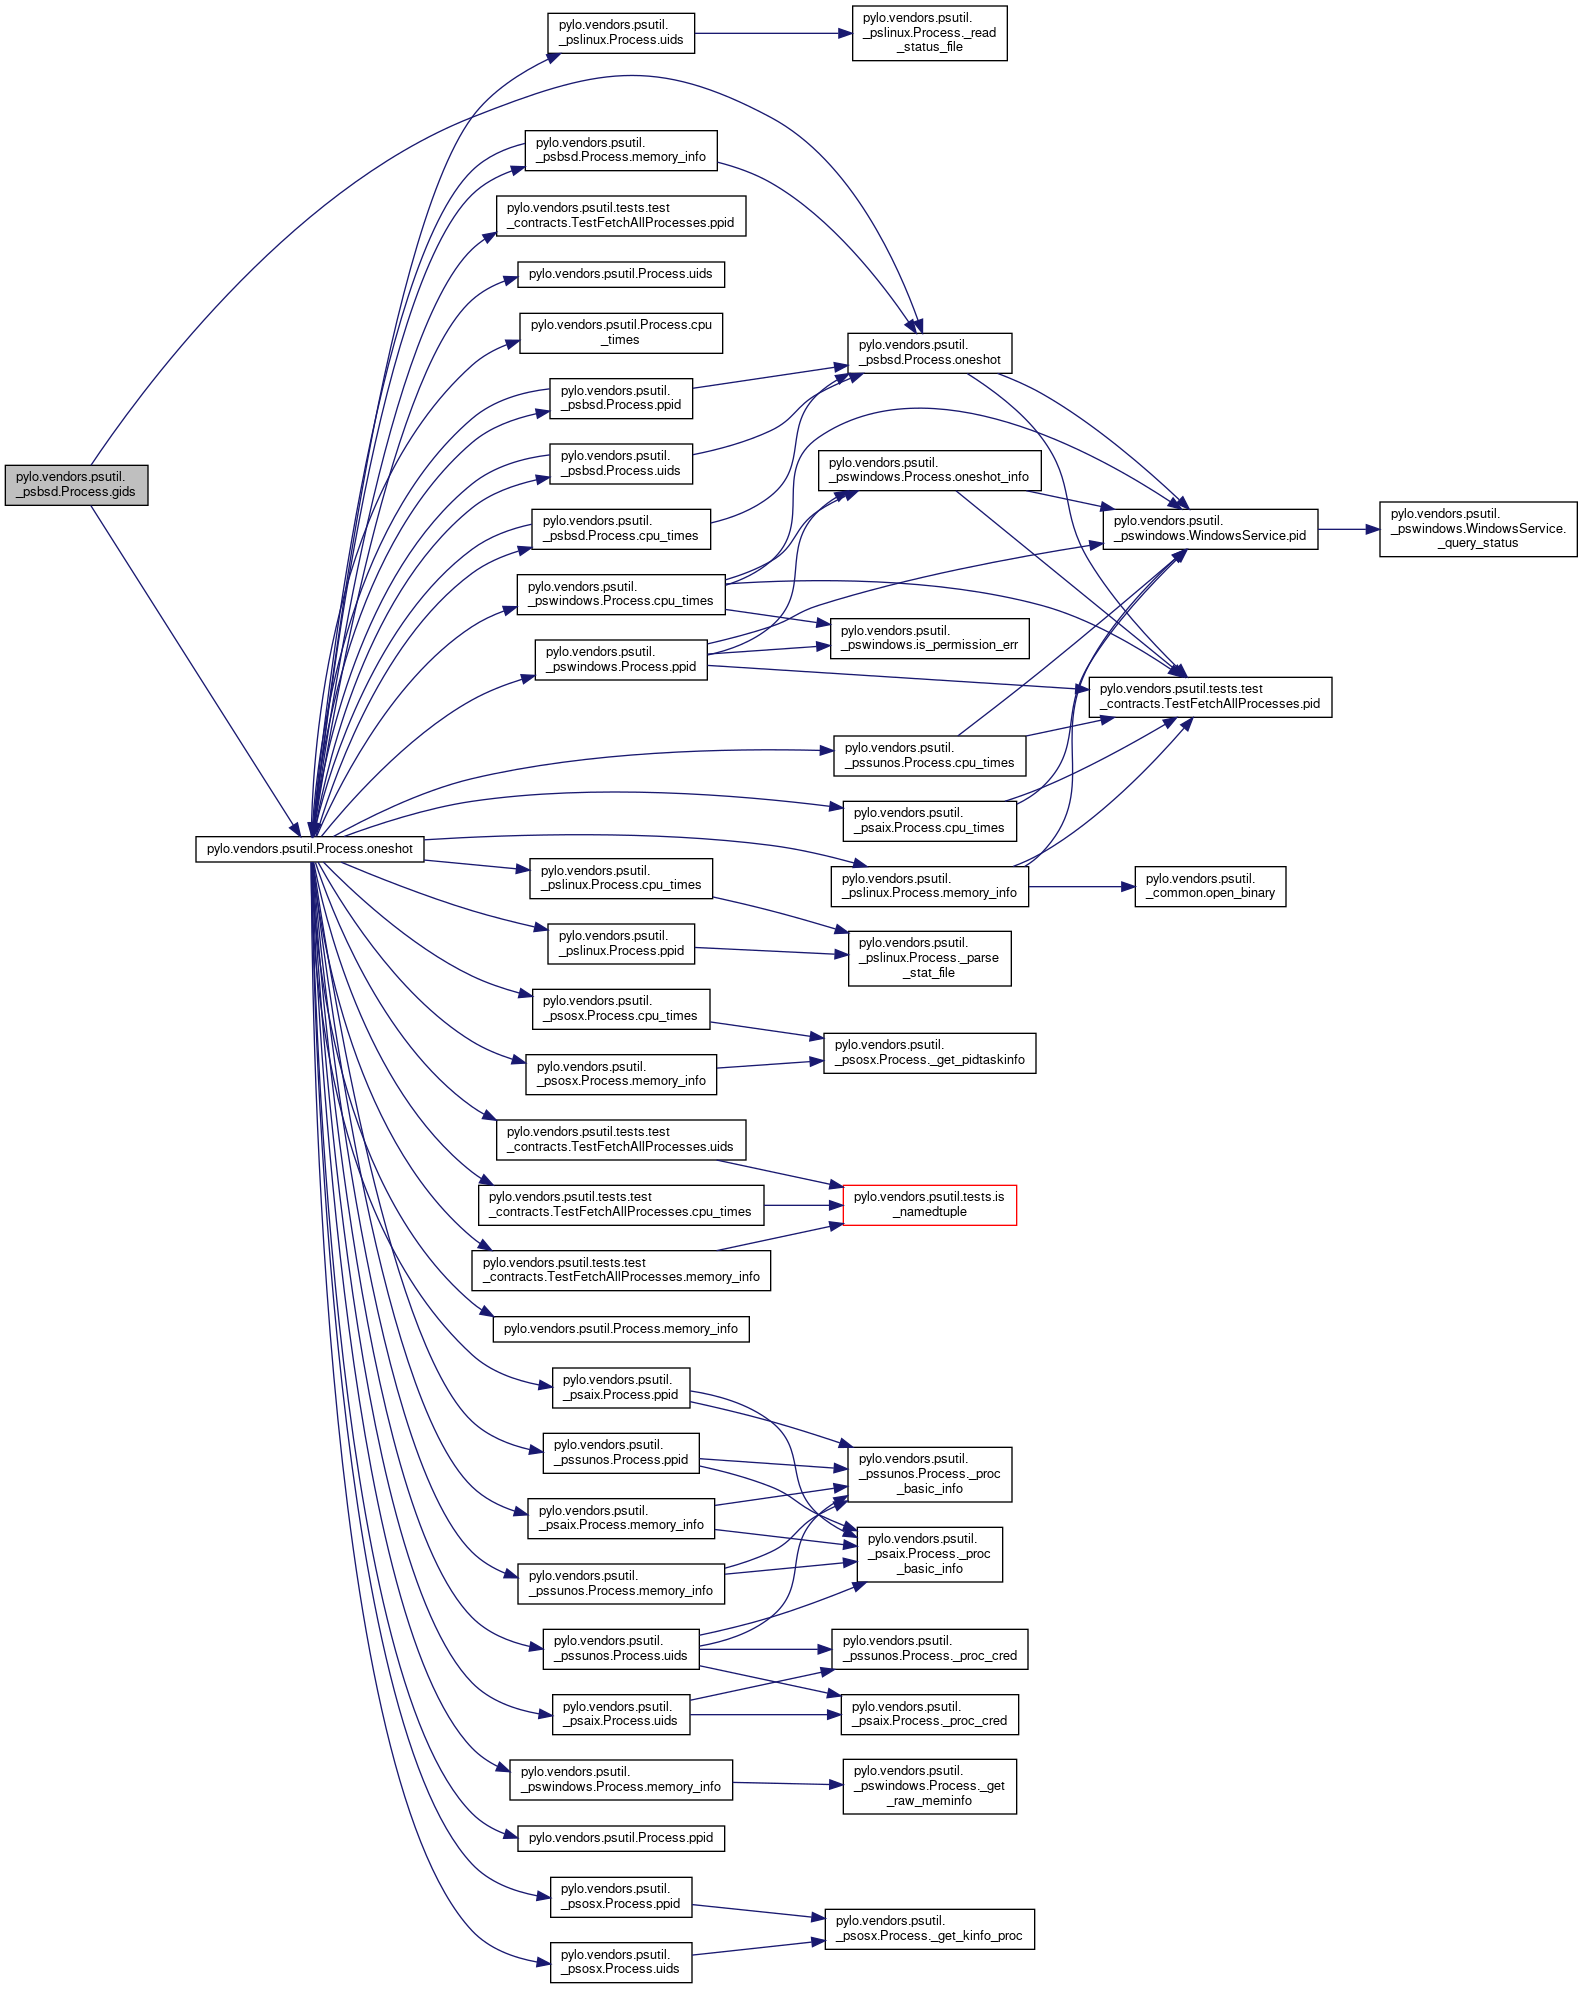 pylo.vendors.psutil.
_psbsd.Process.gids
pylo.vendors.psutil.Process.oneshot
pylo.vendors.psutil.
_pslinux.Process.uids
pylo.vendors.psutil.
_psbsd.Process.memory_info
pylo.vendors.psutil.tests.test
_contracts.TestFetchAllProcesses.ppid
pylo.vendors.psutil.Process.uids
pylo.vendors.psutil.Process.cpu
_times
pylo.vendors.psutil.
_psbsd.Process.ppid
pylo.vendors.psutil.
_psbsd.Process.uids
pylo.vendors.psutil.
_psbsd.Process.cpu_times
pylo.vendors.psutil.
_pswindows.Process.cpu_times
pylo.vendors.psutil.
_pswindows.Process.ppid
pylo.vendors.psutil.
_pslinux.Process.cpu_times
pylo.vendors.psutil.
_pslinux.Process.ppid
pylo.vendors.psutil.
_psosx.Process.cpu_times
pylo.vendors.psutil.
_psosx.Process.memory_info
pylo.vendors.psutil.tests.test
_contracts.TestFetchAllProcesses.uids
pylo.vendors.psutil.tests.test
_contracts.TestFetchAllProcesses.cpu_times
pylo.vendors.psutil.tests.test
_contracts.TestFetchAllProcesses.memory_info
pylo.vendors.psutil.Process.memory_info
pylo.vendors.psutil.
_psaix.Process.ppid
pylo.vendors.psutil.
_pssunos.Process.ppid
pylo.vendors.psutil.
_psaix.Process.memory_info
pylo.vendors.psutil.
_pssunos.Process.memory_info
pylo.vendors.psutil.
_pssunos.Process.uids
pylo.vendors.psutil.
_psaix.Process.uids
pylo.vendors.psutil.
_pswindows.Process.memory_info
pylo.vendors.psutil.Process.ppid
pylo.vendors.psutil.
_psosx.Process.ppid
pylo.vendors.psutil.
_psosx.Process.uids
pylo.vendors.psutil.
_pslinux.Process._read
_status_file
pylo.vendors.psutil.
_psbsd.Process.oneshot
pylo.vendors.psutil.
_pswindows.Process.oneshot_info
pylo.vendors.psutil.
_pswindows.is_permission_err
pylo.vendors.psutil.
_pssunos.Process.cpu_times
pylo.vendors.psutil.
_psaix.Process.cpu_times
pylo.vendors.psutil.
_pslinux.Process.memory_info
pylo.vendors.psutil.
_pslinux.Process._parse
_stat_file
pylo.vendors.psutil.
_psosx.Process._get_pidtaskinfo
pylo.vendors.psutil.tests.is
_namedtuple
pylo.vendors.psutil.
_pssunos.Process._proc
_basic_info
pylo.vendors.psutil.
_psaix.Process._proc
_basic_info
pylo.vendors.psutil.
_pssunos.Process._proc_cred
pylo.vendors.psutil.
_psaix.Process._proc_cred
pylo.vendors.psutil.
_pswindows.Process._get
_raw_meminfo
pylo.vendors.psutil.
_psosx.Process._get_kinfo_proc
pylo.vendors.psutil.
_pswindows.WindowsService.pid
pylo.vendors.psutil.tests.test
_contracts.TestFetchAllProcesses.pid
pylo.vendors.psutil.
_common.open_binary
pylo.vendors.psutil.
_pswindows.WindowsService.
_query_status